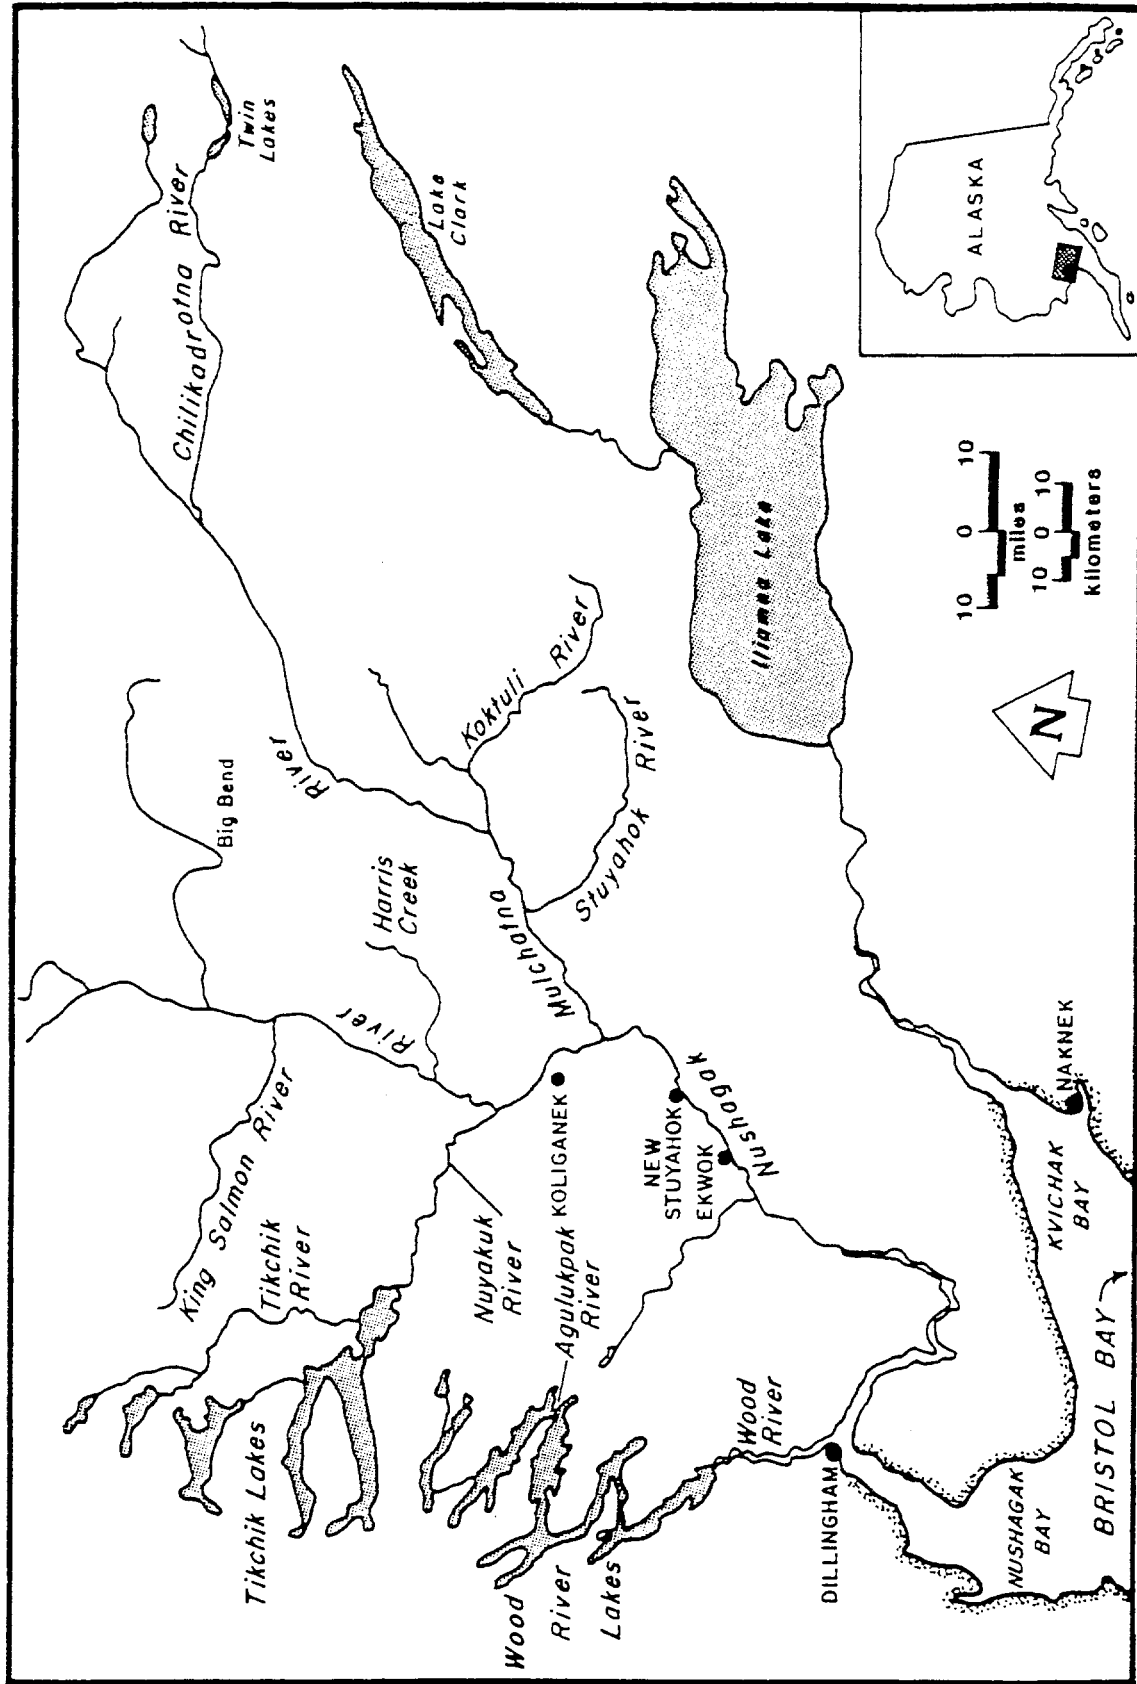 Twin
Lakes
Chilikadrotna River
Lake
Clark
ALASKA
Iliamna Lake
10 0 10
miles
10 0 10
kilometers
N
Big Bend
Koktuli River
Stuyahok River
Harris
Creek
Mulchatna River
King Salmon River
Tikchik
River
Tikchik Lakes
Nuyakuk
River
Agulukpak
River
KOLIGANEK
NEW
STUYAHOK
EKWOK
Nushagak River
Wood
River
Lakes
Wood
River
DILLINGHAM
NAKNEK
KVICHAK
BAY
NUSHAGAK
BAY
BRISTOL BAY